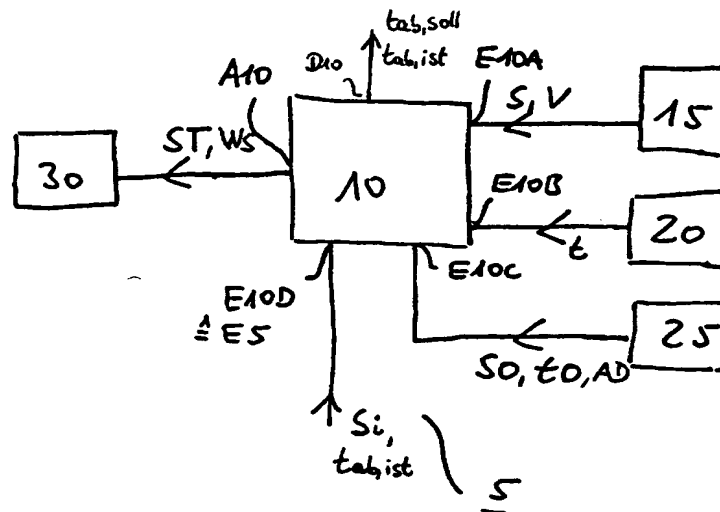 tab,soll
tab,ist
D10
E10A
A10
S,V
15
ST, WS
30
10
E10B
20
t
E10C
E10D
≙ E5
25
S0, t0, AD
Si,
tab,ist
5